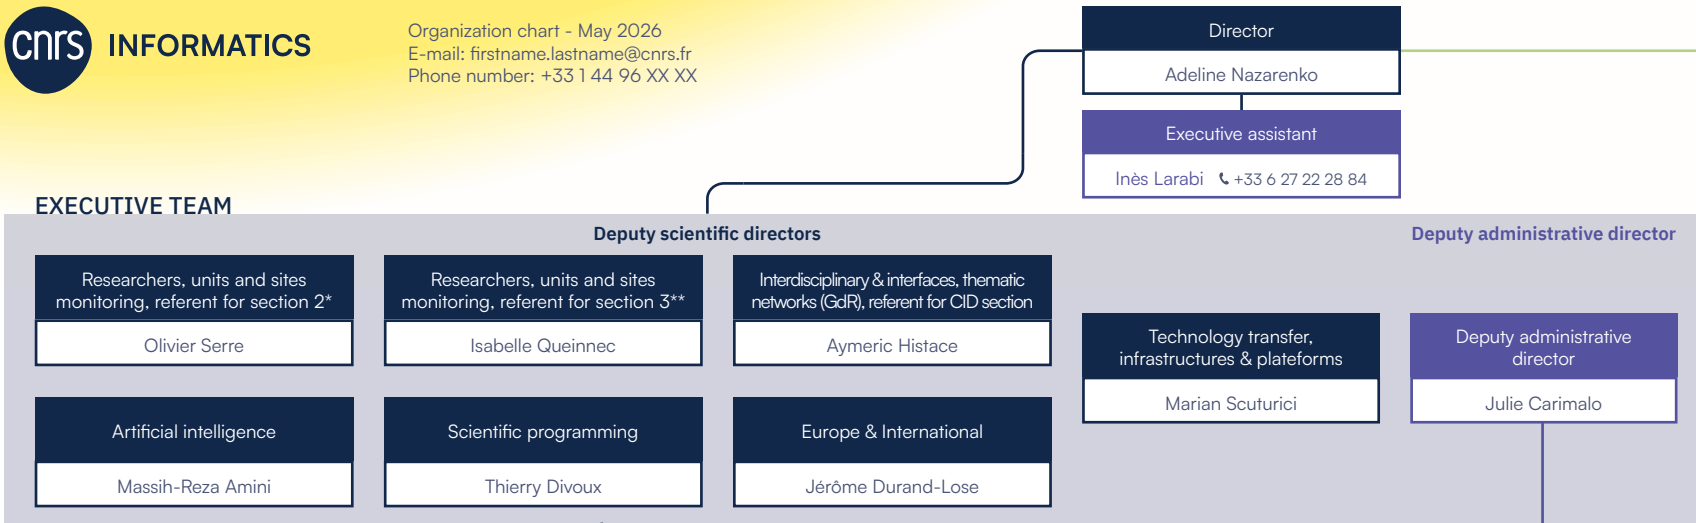 cnrs INFORMATICS
Organization chart - May 2026
E-mail: firstname.lastname@cnrs.fr
Phone number: +33 1 44 96 XX XX
Director
Adeline Nazarenko
Executive assistant
Inès Larabi +33 6 27 22 28 84
EXECUTIVE TEAM
Deputy scientific directors
Deputy administrative director
Researchers, units and sites
monitoring, referent for section 2*
Olivier Serre
Researchers, units and sites
monitoring, referent for section 3**
Isabelle Queinnec
Interdisciplinary & interfaces, thematic
networks (GdR), referent for CID section
Aymeric Histace
Technology transfer,
infrastructures & plateforms
Marian Scuturici
Deputy administrative
director
Julie Carimalo
Artificial intelligence
Massih-Reza Amini
Scientific programming
Thierry Divoux
Europe & International
Jérôme Durand-Lose